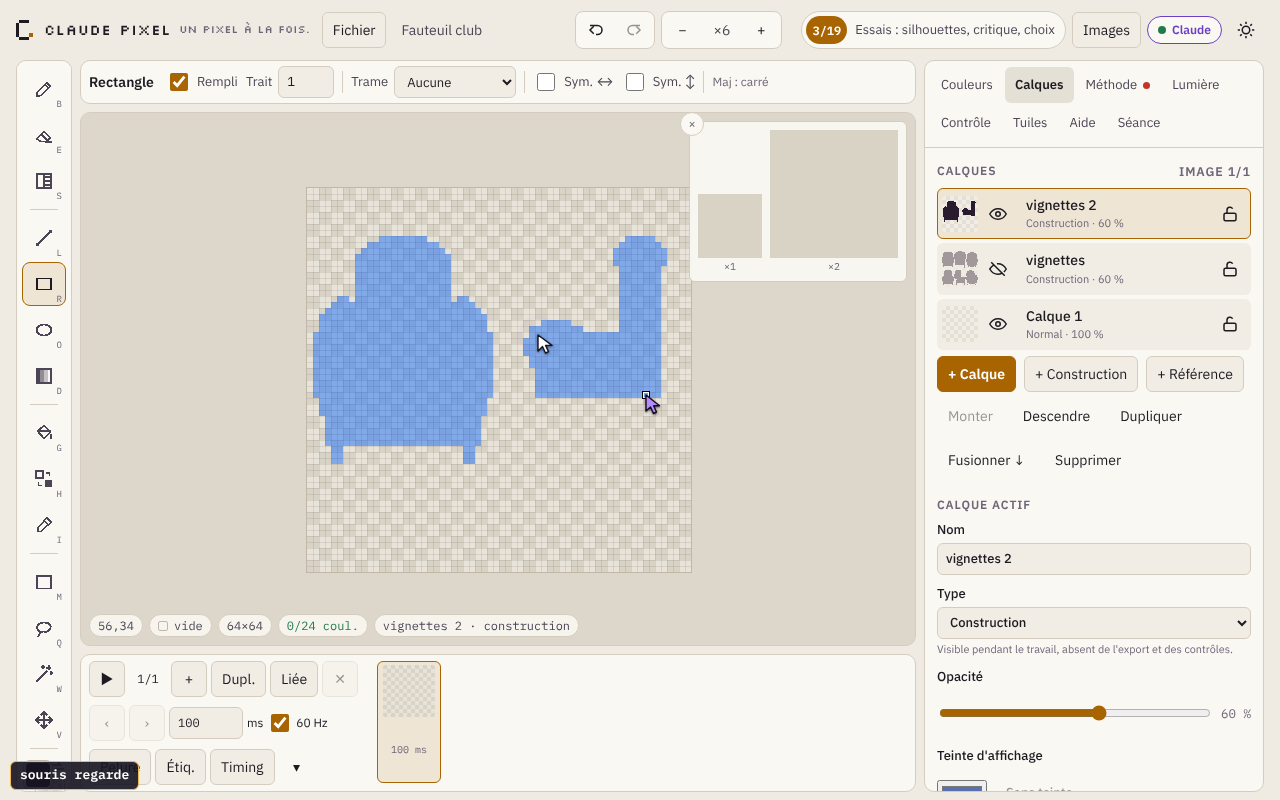 CLAUDE PIXEL
UN PIXEL À LA FOIS.
Fichier
Fauteuil club
−
×6
+
3/19
Essais : silhouettes, critique, choix
Images
Claude
Rectangle
Rempli
Trait
1
Trame
Aucune
Sym. ↔
Sym. ↕
Maj : carré
B
E
S
L
R
O
D
G
H
I
M
Q
W
V
×
×1
×2
56,34
vide
64×64
0/24 coul.
vignettes 2 · construction
1/1
+
Dupl.
Liée
×
‹
›
100
ms
60 Hz
Étiq.
Timing
▼
100 ms
souris regarde
Couleurs
Calques
Méthode
Lumière
Contrôle
Tuiles
Aide
Séance
CALQUES
IMAGE 1/1
vignettes 2
Construction · 60 %
vignettes
Construction · 60 %
Calque 1
Normal · 100 %
+ Calque
+ Construction
+ Référence
Monter
Descendre
Dupliquer
Fusionner ↓
Supprimer
CALQUE ACTIF
Nom
vignettes 2
Type
Construction
Visible pendant le travail, absent de l'export et des contrôles.
Opacité
60 %
Teinte d'affichage